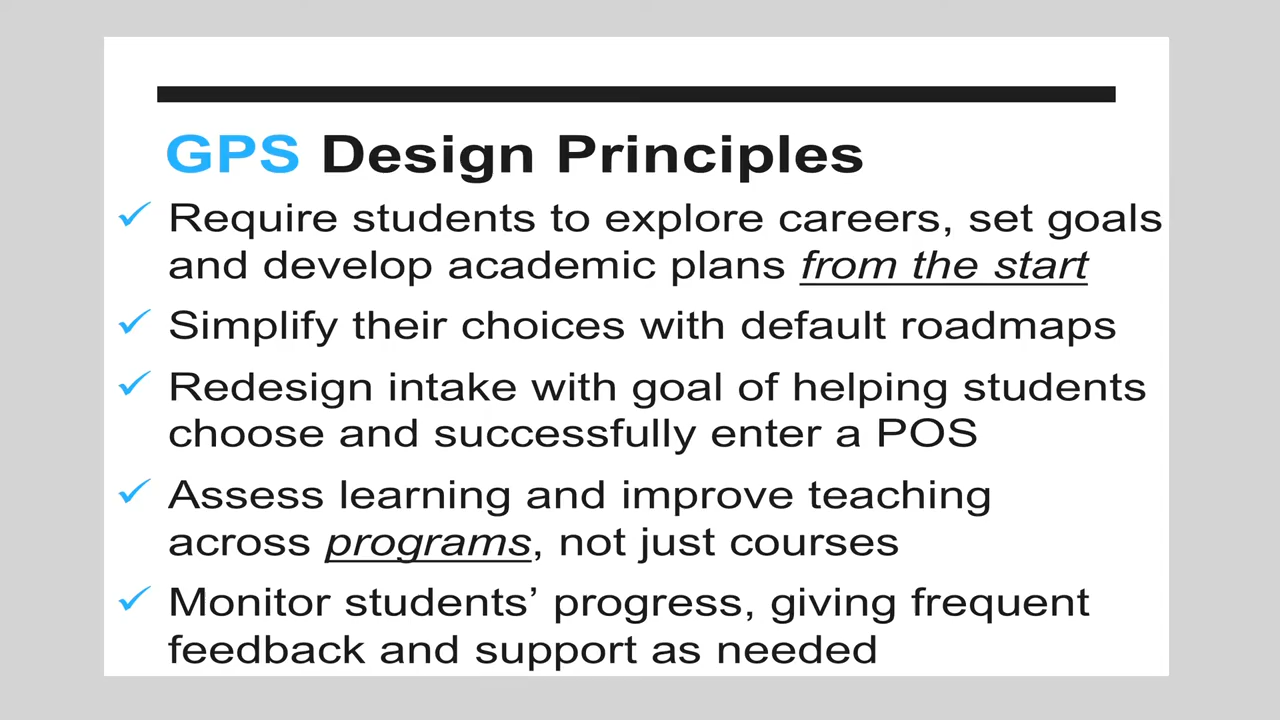 GPS Design Principles
✓ Require students to explore careers, set goals
and develop academic plans from the start
✓ Simplify their choices with default roadmaps
✓ Redesign intake with goal of helping students
choose and successfully enter a POS
✓ Assess learning and improve teaching
across programs, not just courses
✓ Monitor students’ progress, giving frequent
feedback and support as needed